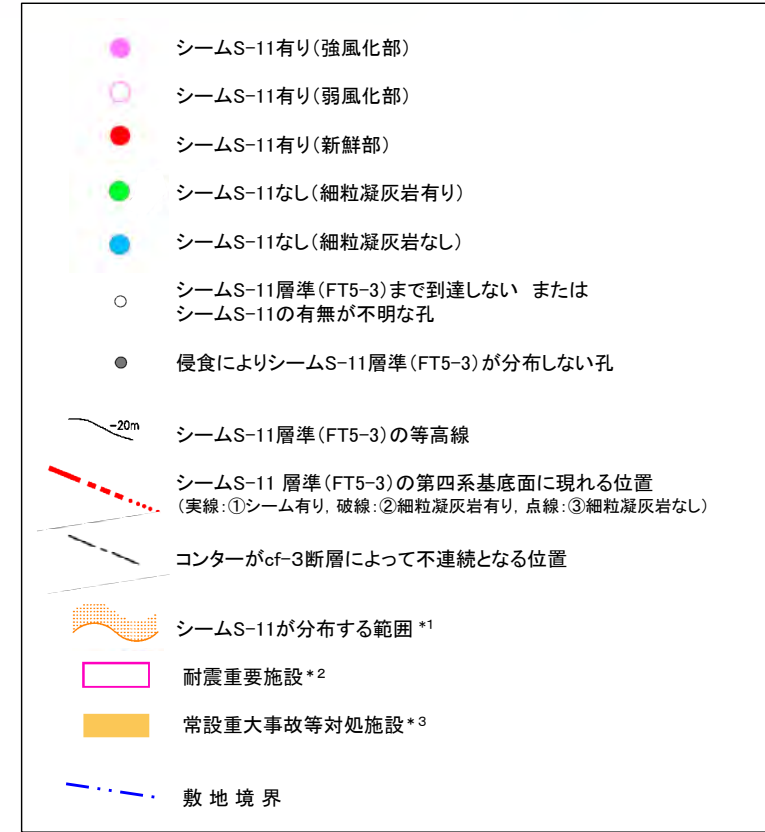 シームS-11有り(強風化部)
シームS-11有り(弱風化部)
シームS-11有り(新鮮部)
シームS-11なし(細粒凝灰岩有り)
シームS-11なし(細粒凝灰岩なし)
シームS-11層準(FT5-3)まで到達しない または
シームS-11の有無が不明な孔
侵食によりシームS-11層準(FT5-3)が分布しない孔
-20m
シームS-11層準(FT5-3)の等高線
シームS-11 層準(FT5-3)の第四系基底面に現れる位置
(実線:①シーム有り, 破線:②細粒凝灰岩有り, 点線:③細粒凝灰岩なし)
コンターがcf-3断層によって不連続となる位置
シームS-11が分布する範囲 *1
耐震重要施設*2
常設重大事故等対処施設*3
敷 地 境 界